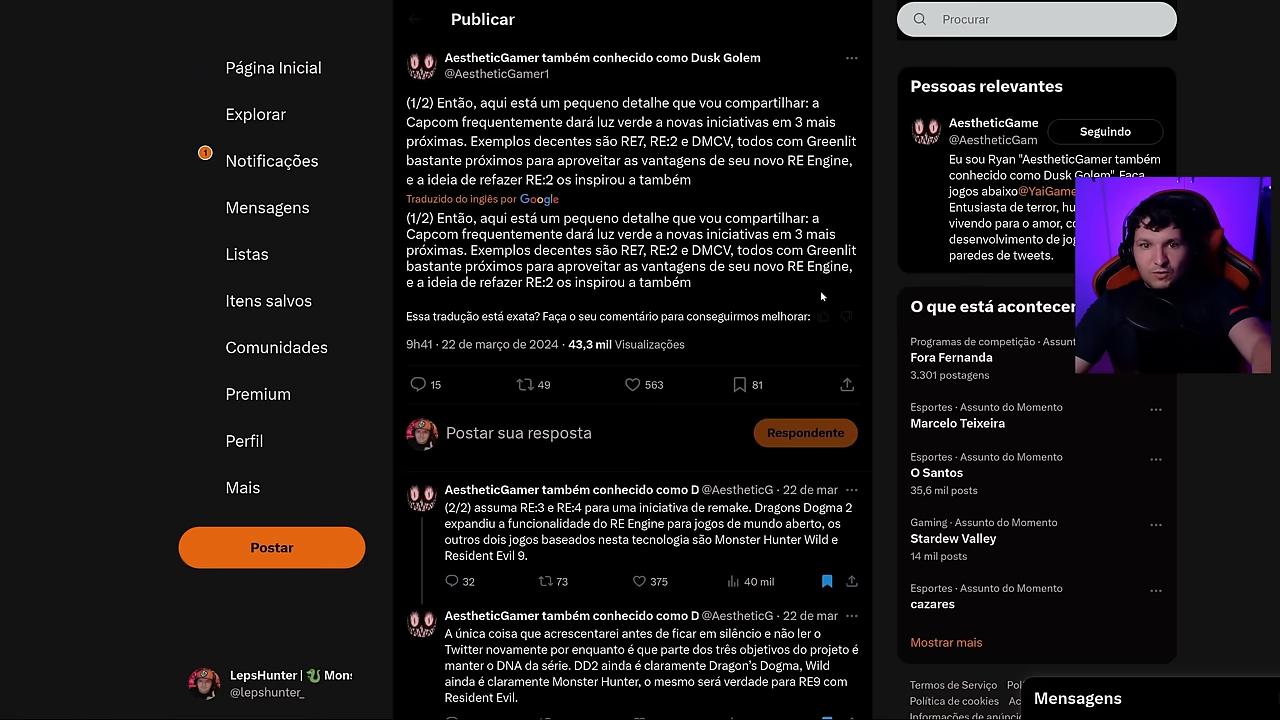 Página Inicial
Explorar
1
Notificações
Mensagens
Listas
Itens salvos
Comunidades
Premium
Perfil
Mais
Postar
LepsHunter | 🐉 Mons
@lepshunter_
Publicar
AestheticGamer também conhecido como Dusk Golem
@AestheticGamer1
(1/2) Então, aqui está um pequeno detalhe que vou compartilhar: a
Capcom frequentemente dará luz verde a novas iniciativas em 3 mais
próximas. Exemplos decentes são RE7, RE:2 e DMCV, todos com Greenlit
bastante próximos para aproveitar as vantagens de seu novo RE Engine,
e a ideia de refazer RE:2 os inspirou a também
Traduzido do inglês por Google
(1/2) Então, aqui está um pequeno detalhe que vou compartilhar: a
Capcom frequentemente dará luz verde a novas iniciativas em 3 mais
próximas. Exemplos decentes são RE7, RE:2 e DMCV, todos com Greenlit
bastante próximos para aproveitar as vantagens de seu novo RE Engine,
e a ideia de refazer RE:2 os inspirou a também
Essa tradução está exata? Faça o seu comentário para conseguirmos melhorar:
9h41 · 22 de março de 2024 · 43,3 mil Visualizações
15 49 563 81
Postar sua resposta
Respondente
AestheticGamer também conhecido como D @AestheticG · 22 de mar
(2/2) assuma RE:3 e RE:4 para uma iniciativa de remake. Dragons Dogma 2
expandiu a funcionalidade do RE Engine para jogos de mundo aberto, os
outros dois jogos baseados nesta tecnologia são Monster Hunter Wild e
Resident Evil 9.
32 73 375 40 mil
AestheticGamer também conhecido como D @AestheticG · 22 de mar
A única coisa que acrescentarei antes de ficar em silêncio e não ler o
Twitter novamente por enquanto é que parte dos três objetivos do projeto é
manter o DNA da série. DD2 ainda é claramente Dragon's Dogma, Wild
ainda é claramente Monster Hunter, o mesmo será verdade para RE9 com
Resident Evil.
Procurar
Pessoas relevantes
AestheticGame
@AestheticGam
Seguindo
Eu sou Ryan "AestheticGamer também
conhecido como Dusk Golem". Faça
jogos abaixo@YaiGame
Entusiasta de terror, hu
vivendo para o amor, co
desenvolvimento de jog
paredes de tweets.
O que está acontecer
Programas de competição · Assunt
Fora Fernanda
3.301 postagens
Esportes · Assunto do Momento
Marcelo Teixeira
Esportes · Assunto do Momento
O Santos
35,6 mil posts
Gaming · Assunto do Momento
Stardew Valley
14 mil posts
Esportes · Assunto do Momento
cazares
Mostrar mais
Termos de Serviço Pol
Política de cookies Ac
Informações de anúnci
Mensagens